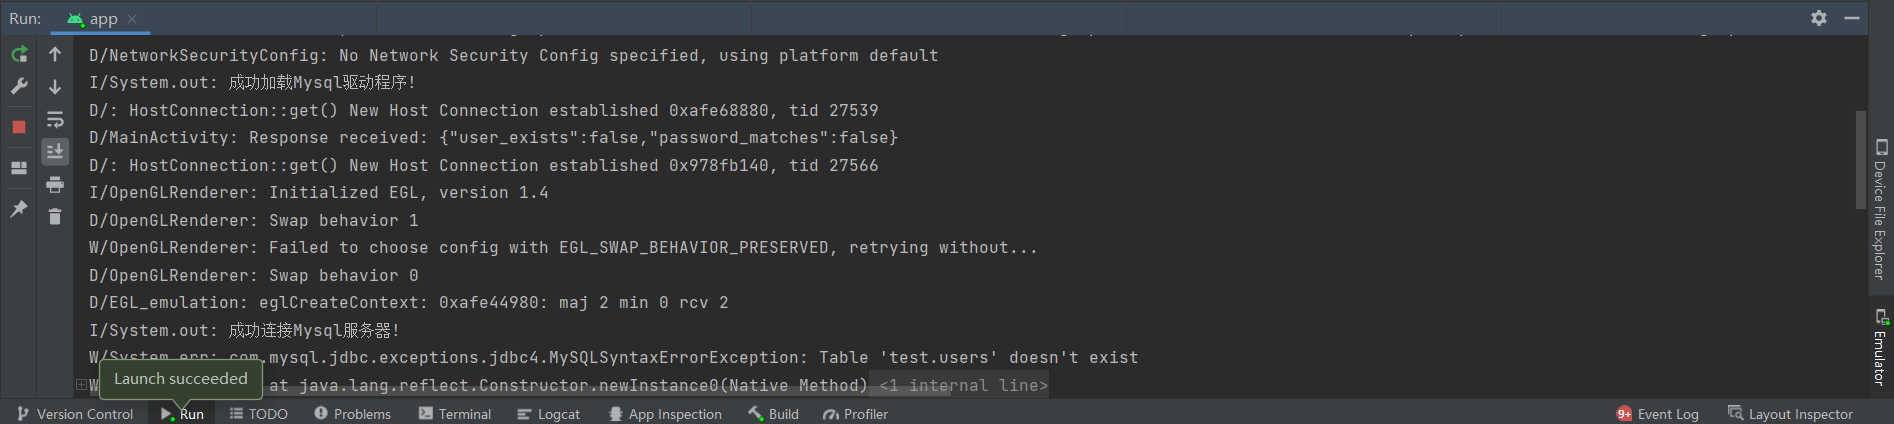 Run: app
D/NetworkSecurityConfig: No Network Security Config specified, using platform default
I/System.out: 成功加载Mysql驱动程序!
D/: HostConnection::get() New Host Connection established 0xafe68880, tid 27539
D/MainActivity: Response received: {"user_exists":false,"password_matches":false}
D/: HostConnection::get() New Host Connection established 0x978fb140, tid 27566
I/OpenGLRenderer: Initialized EGL, version 1.4
D/OpenGLRenderer: Swap behavior 1
W/OpenGLRenderer: Failed to choose config with EGL_SWAP_BEHAVIOR_PRESERVED, retrying without...
D/OpenGLRenderer: Swap behavior 0
D/EGL_emulation: eglCreateContext: 0xafe44980: maj 2 min 0 rcv 2
I/System.out: 成功连接Mysql服务器!
W/System.err: com.mysql.jdbc.exceptions.jdbc4.MySQLSyntaxErrorException: Table 'test.users' doesn't exist
W at java.lang.reflect.Constructor.newInstance0(Native Method) <1 internal line>
Launch succeeded
Version Control Run TODO Problems Terminal Logcat App Inspection Build Profiler 9+ Event Log Layout Inspector
Device File Explorer
Emulator